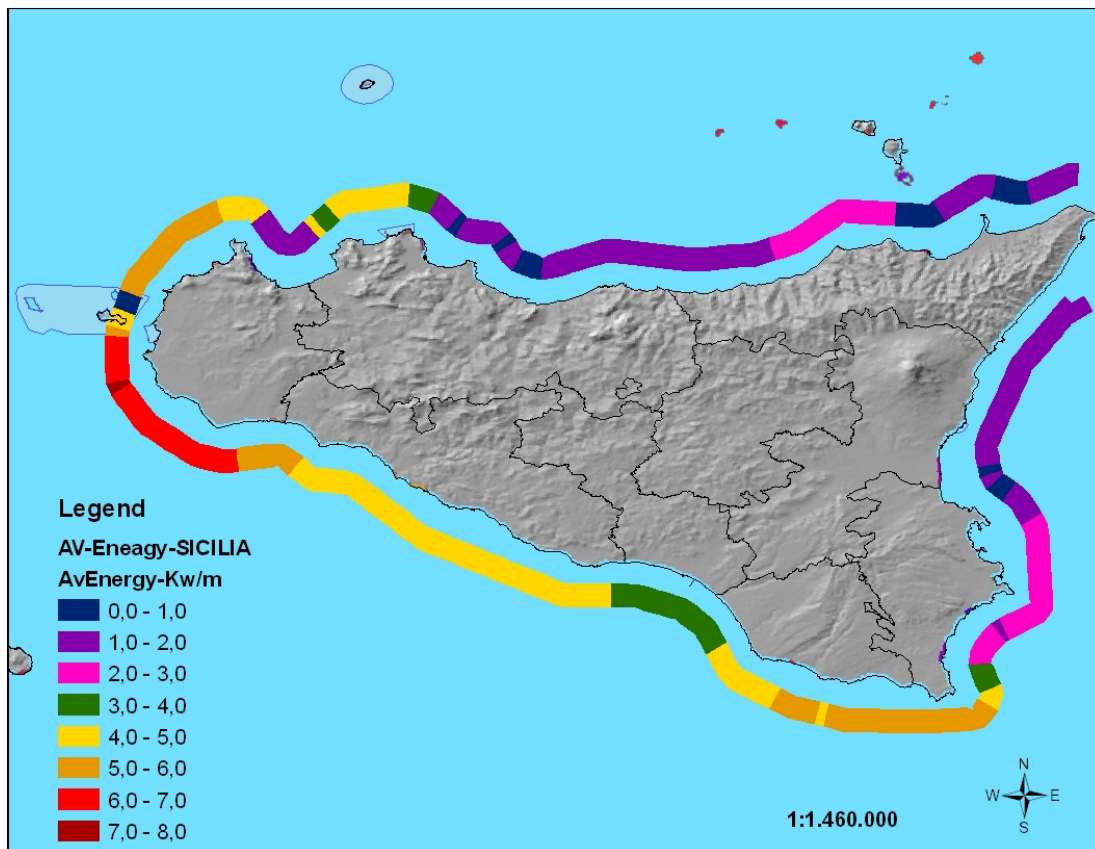 Legend
AV-Eneagy-SICILIA
AvEnergy-Kw/m
0,0 - 1,0
1,0 - 2,0
2,0 - 3,0
3,0 - 4,0
4,0 - 5,0
5,0 - 6,0
6,0 - 7,0
7,0 - 8,0
1:1.460.000
N
W E
S